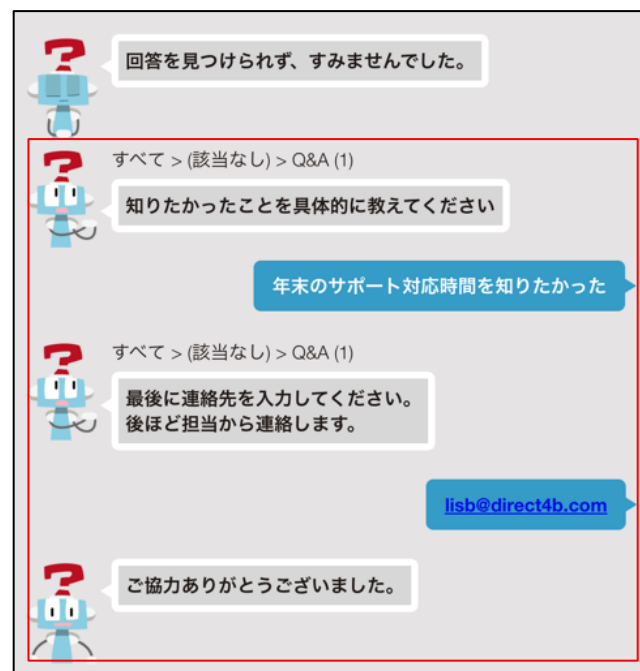 回答を見つけられず、すみませんでした。
すべて > (該当なし) > Q&A (1)
知りたかったことを具体的に教えてください
年末のサポート対応時間を知りたかった
すべて > (該当なし) > Q&A (1)
最後に連絡先を入力してください。
後ほど担当から連絡します。
lisb@direct4b.com
ご協力ありがとうございました。